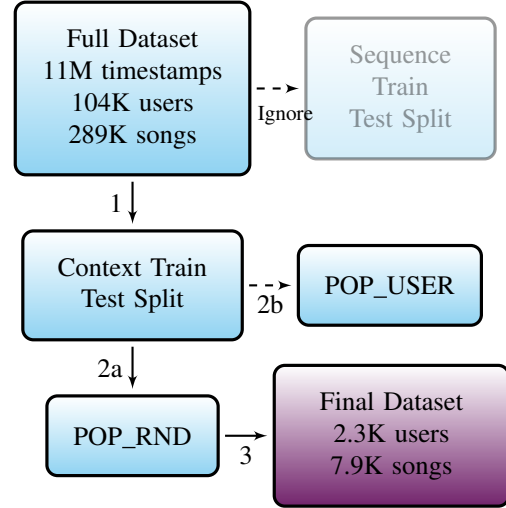 Full Dataset
11M timestamps
104K users
289K songs
Ignore
Sequence
Train
Test Split
1
Context Train
Test Split
2b
POP_USER
2a
POP_RND
3
Final Dataset
2.3K users
7.9K songs